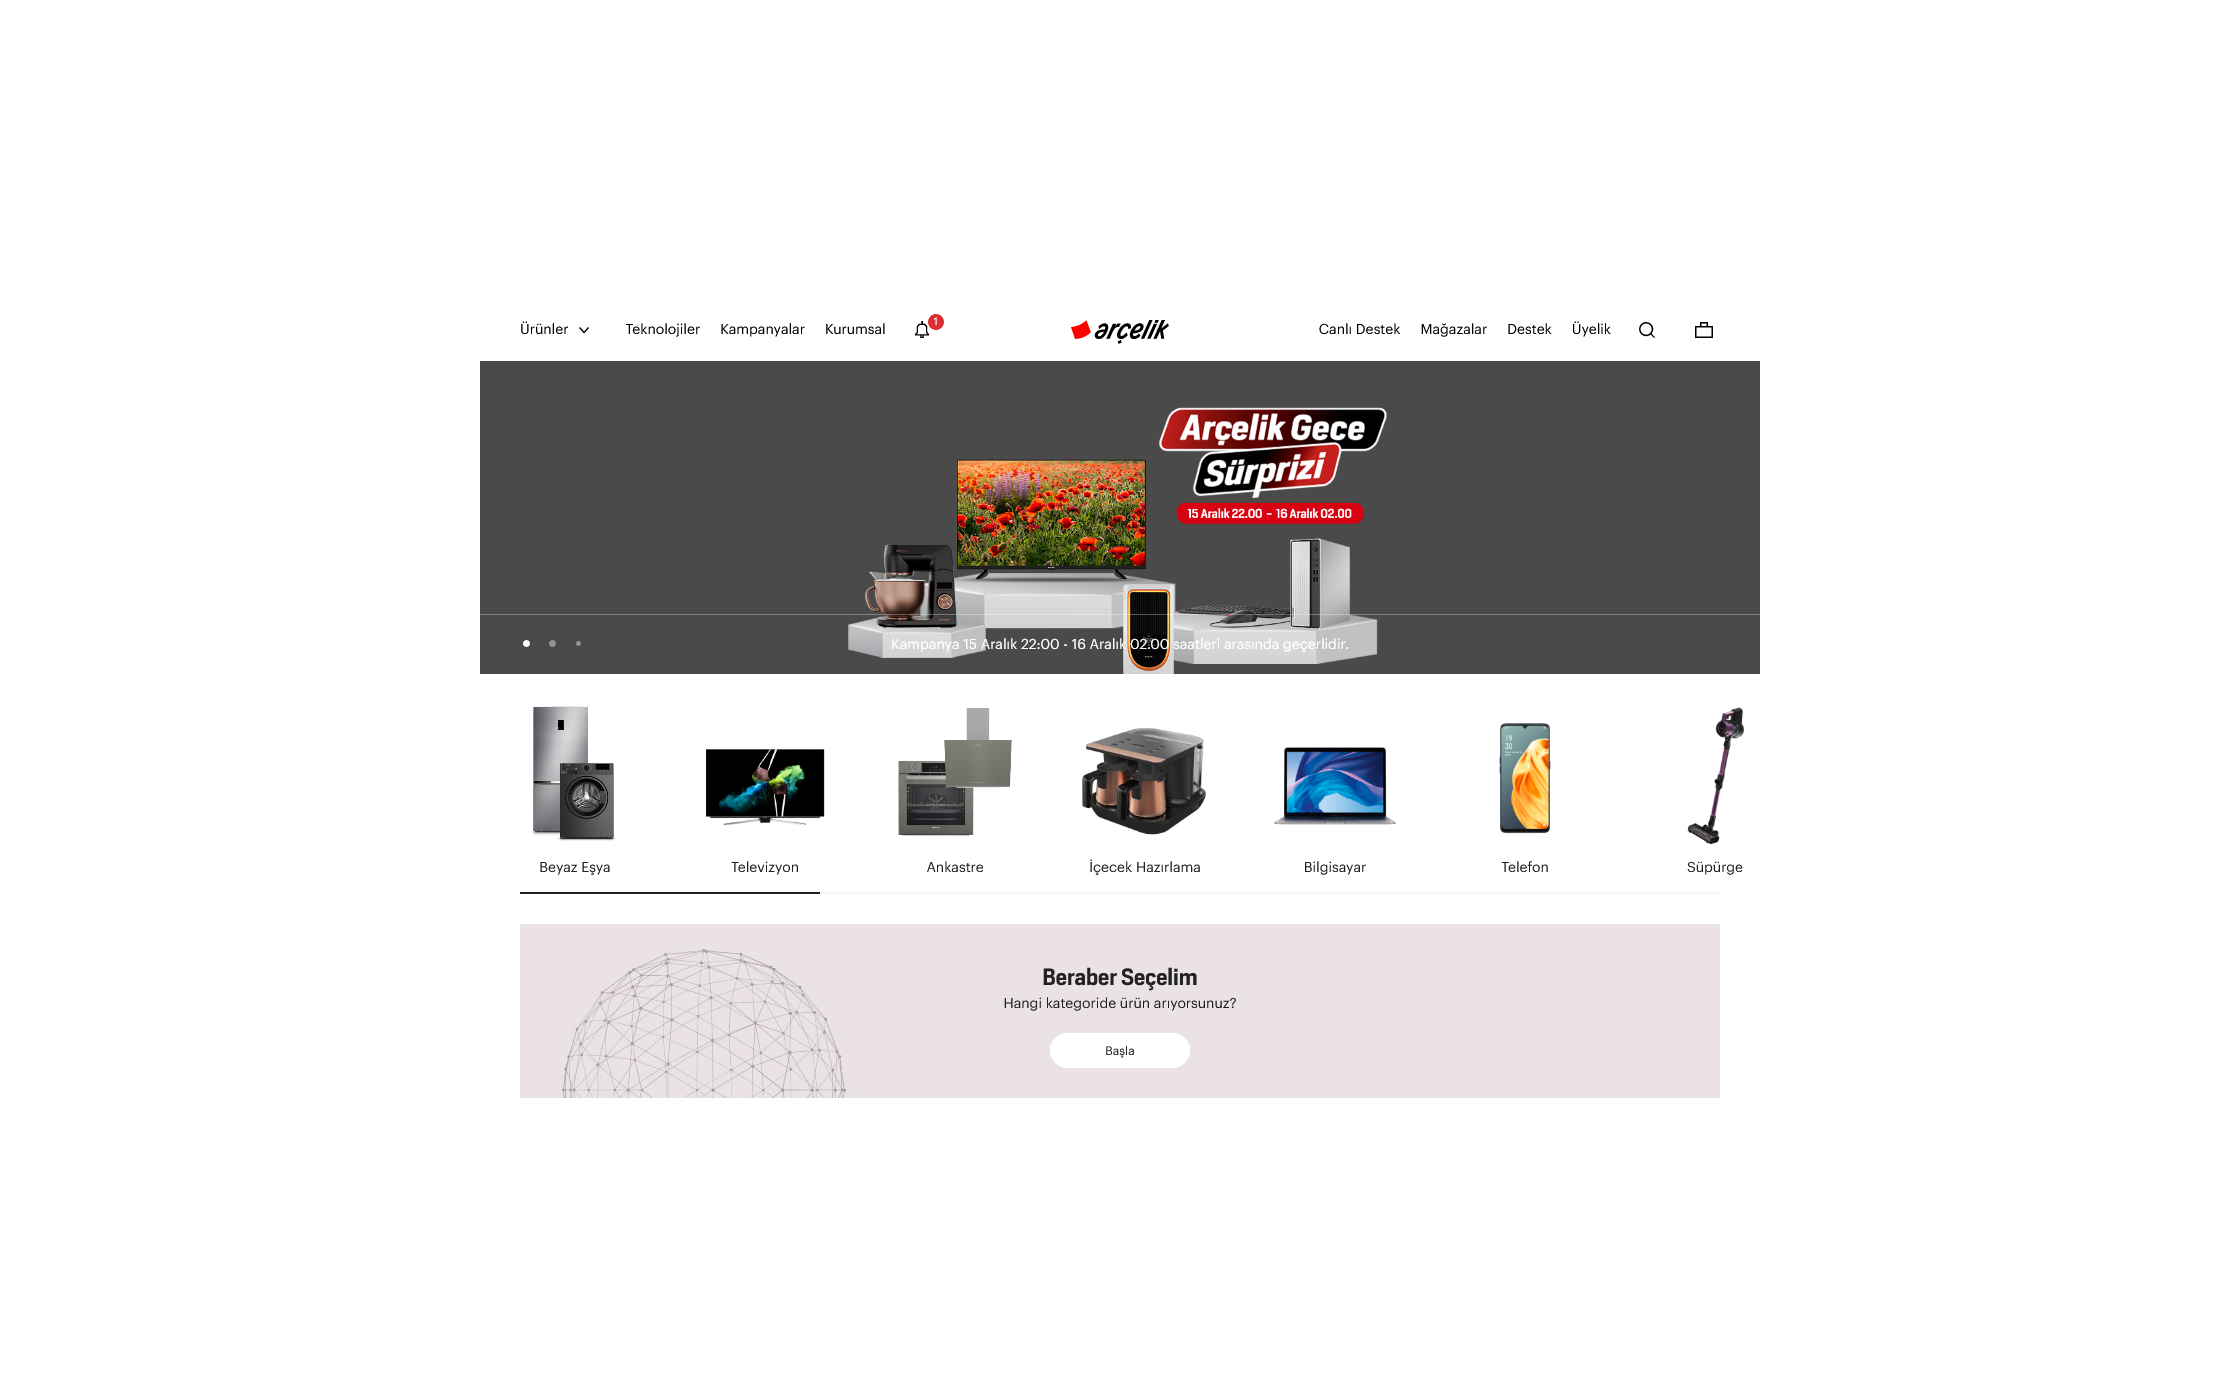 Ürünler
Teknolojiler
Kampanyalar
Kurumsal
1
arçelik
Canlı Destek
Mağazalar
Destek
Üyelik
Arçelik Gece
Sürprizi
15 Aralık 22.00 - 16 Aralık 02.00
Kampanya 15 Aralık 22:00 - 16 Aralık 02.00 saatleri arasında geçerlidir.
19
30
Beyaz Eşya
Televizyon
Ankastre
İçecek Hazırlama
Bilgisayar
Telefon
Süpürge
Beraber Seçelim
Hangi kategoride ürün arıyorsunuz?
Başla